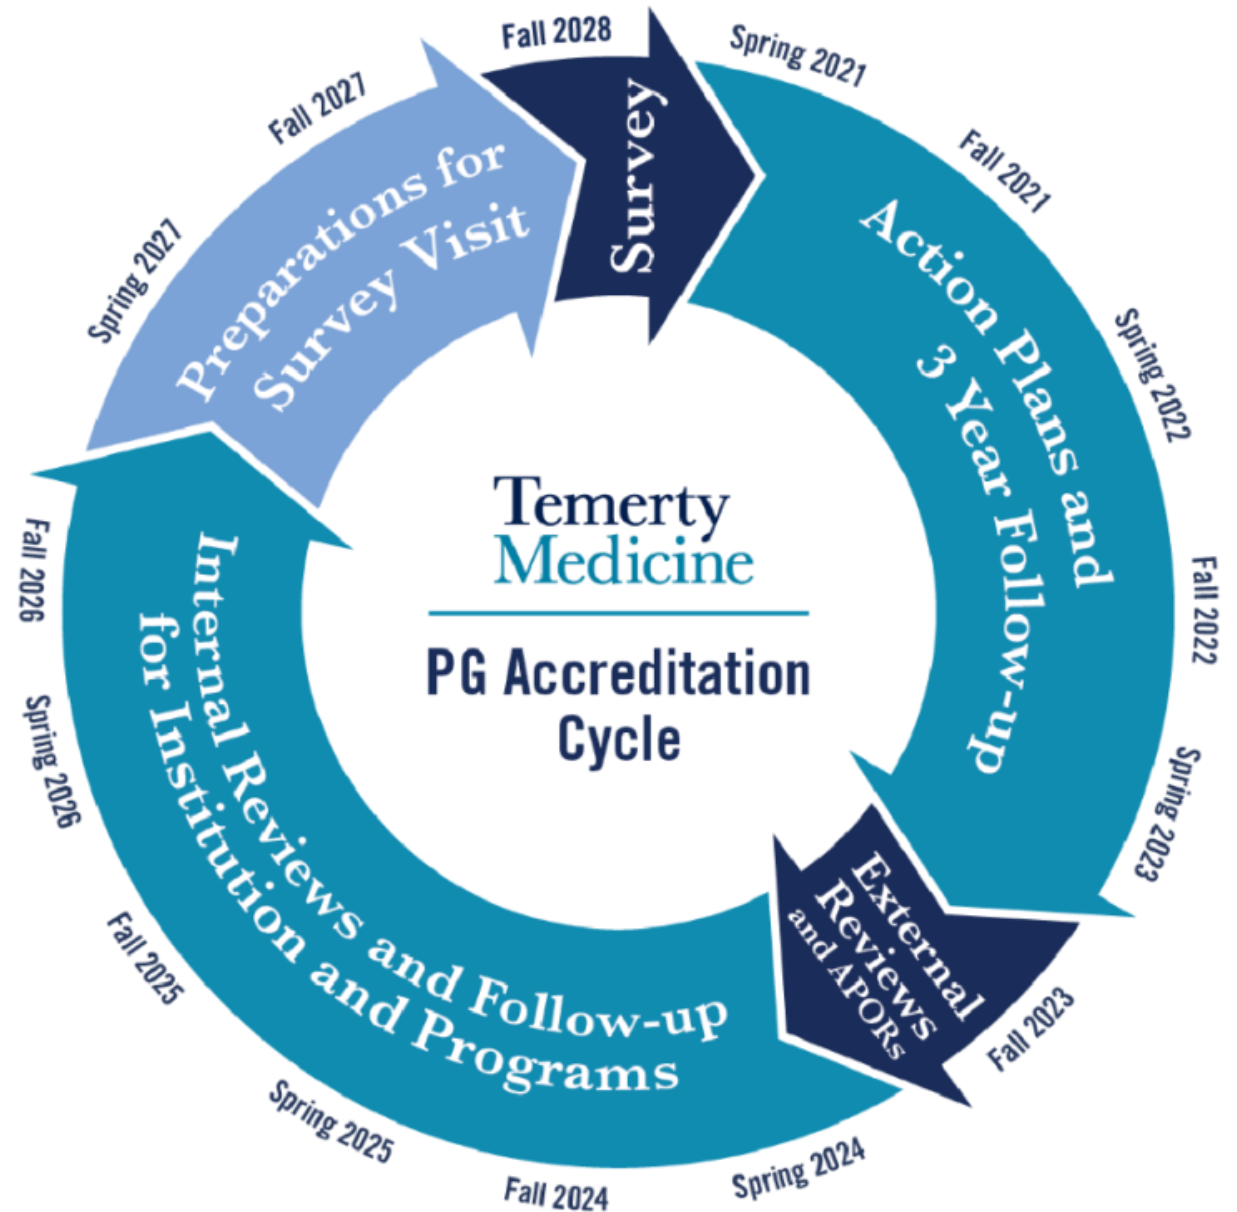 Fall 2028
Spring 2021
Fall 2021
Spring 2022
Fall 2022
Spring 2023
Fall 2023
Spring 2024
Fall 2024
Spring 2025
Fall 2025
Spring 2026
Fall 2026
Spring 2027
Fall 2027
Survey
Action Plans and
3 Year Follow-up
External
Reviews
and APORs
Internal Reviews and Follow-up
for Institution and Programs
Preparations for
Survey Visit
Temerty
Medicine
PG Accreditation
Cycle